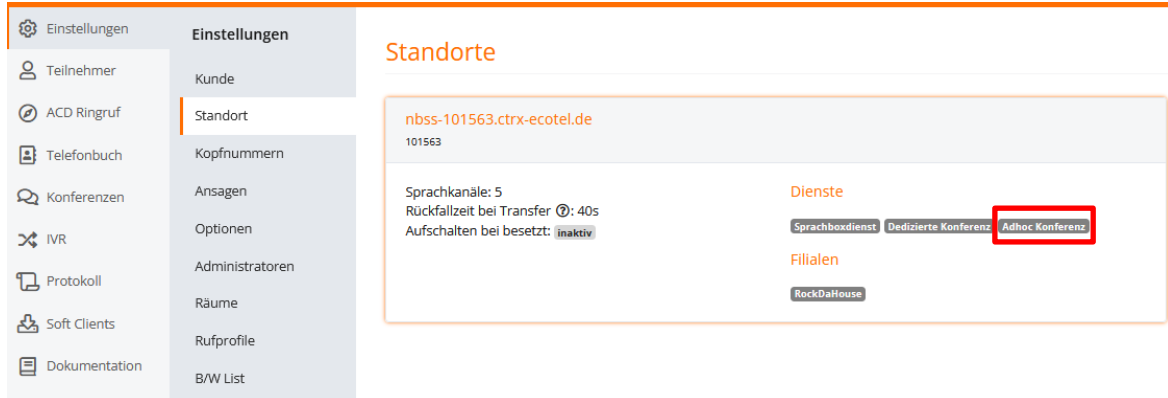 Einstellungen
Teilnehmer
ACD Ringruf
Telefonbuch
Konferenzen
IVR
Protokoll
Soft Clients
Dokumentation
Einstellungen
Kunde
Standort
Kopfnummern
Ansagen
Optionen
Administratoren
Räume
Rufprofile
B/W List
Standorte
nbss-101563.ctrx-ecotel.de
101563
Sprachkanäle: 5
Rückfallzeit bei Transfer ?: 40s
Aufschalten bei besetzt: inaktiv
Dienste
Sprachboxdienst Dedizierte Konferenz Adhoc Konferenz
Filialen
RockDaHouse